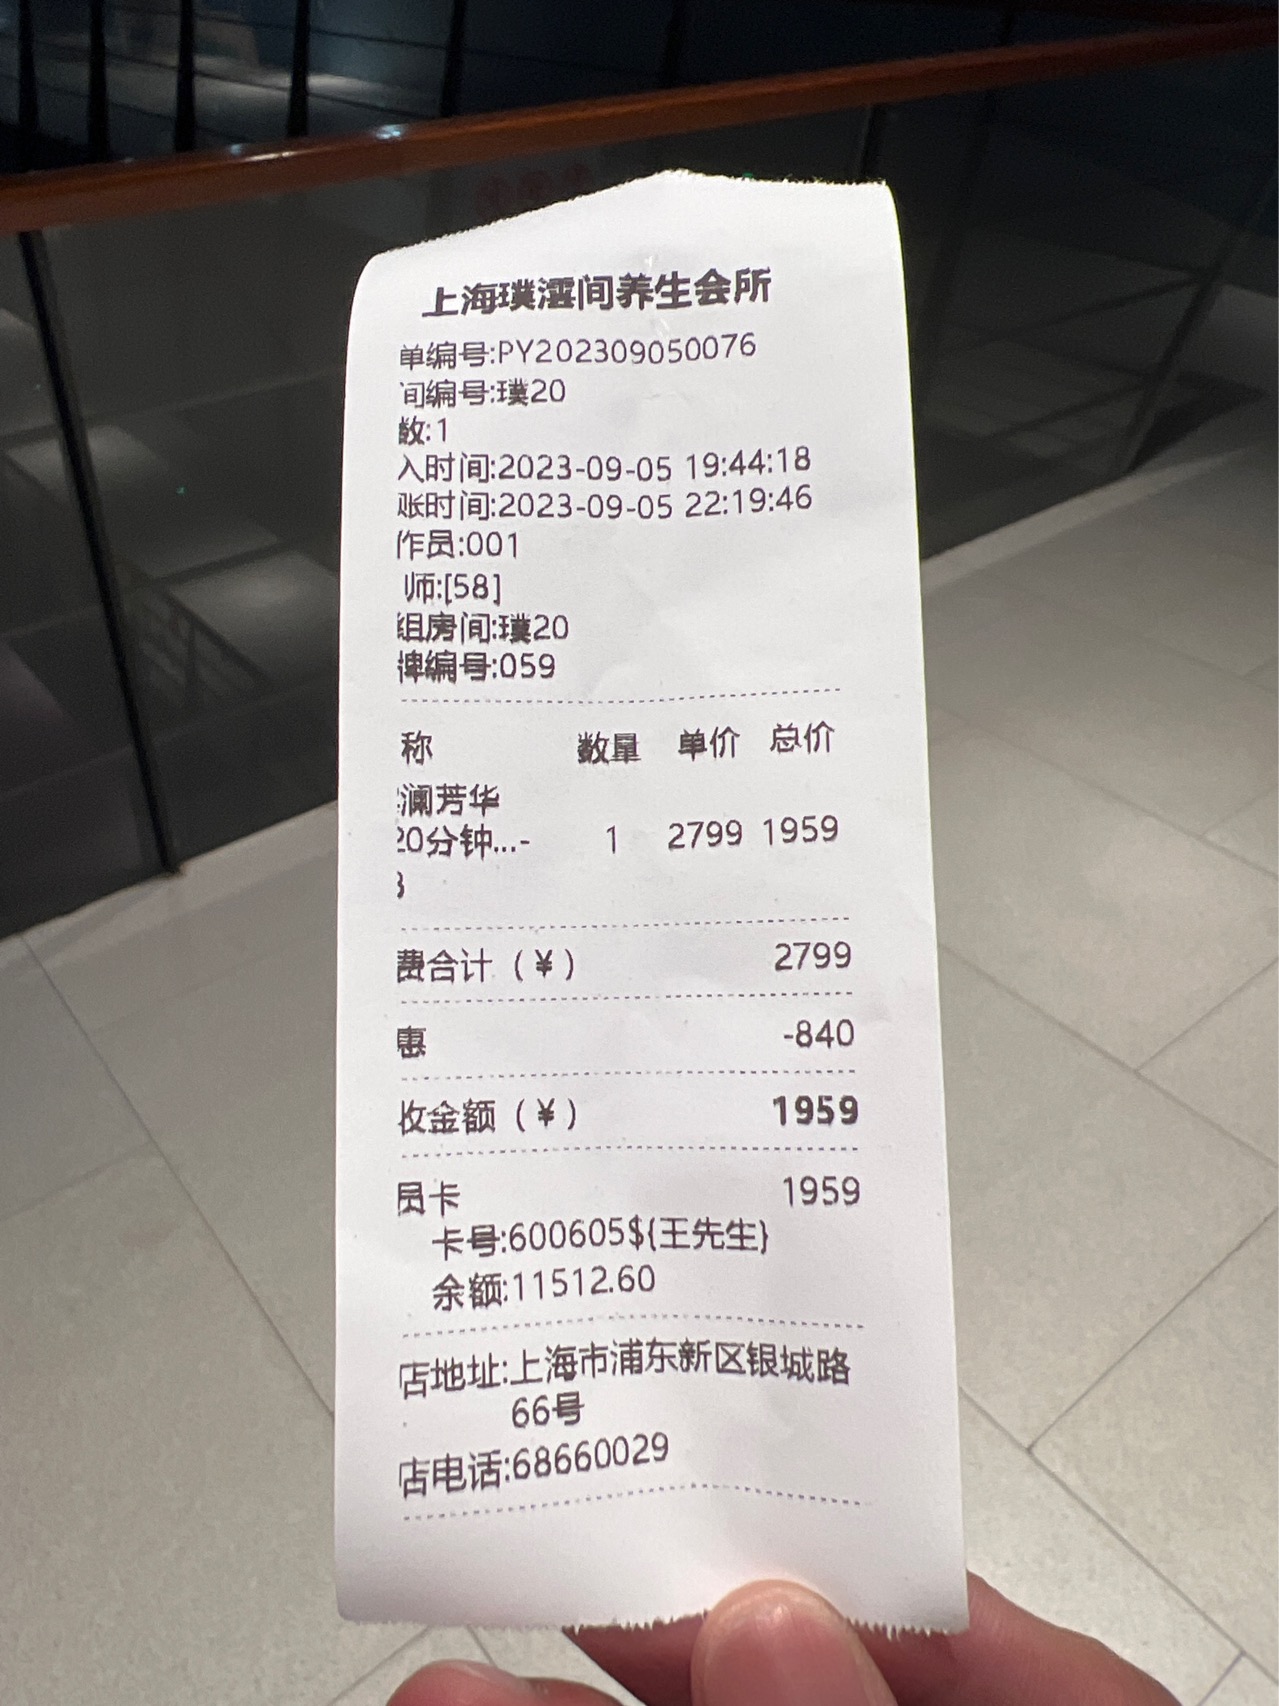 上海璞澐间养生会所
单编号:PY202309050076
间编号:璞20
数:1
入时间:2023-09-05 19:44:18
账时间:2023-09-05 22:19:46
作员:001
师:[58]
组房间:璞20
牌编号:059
称 数量 单价 总价
澜芳华
20分钟...- 1 2799 1959
费合计（¥） 2799
惠 -840
收金额（¥） 1959
员卡 1959
卡号:600605${王先生}
余额:11512.60
店地址:上海市浦东新区银城路
66号
店电话:68660029